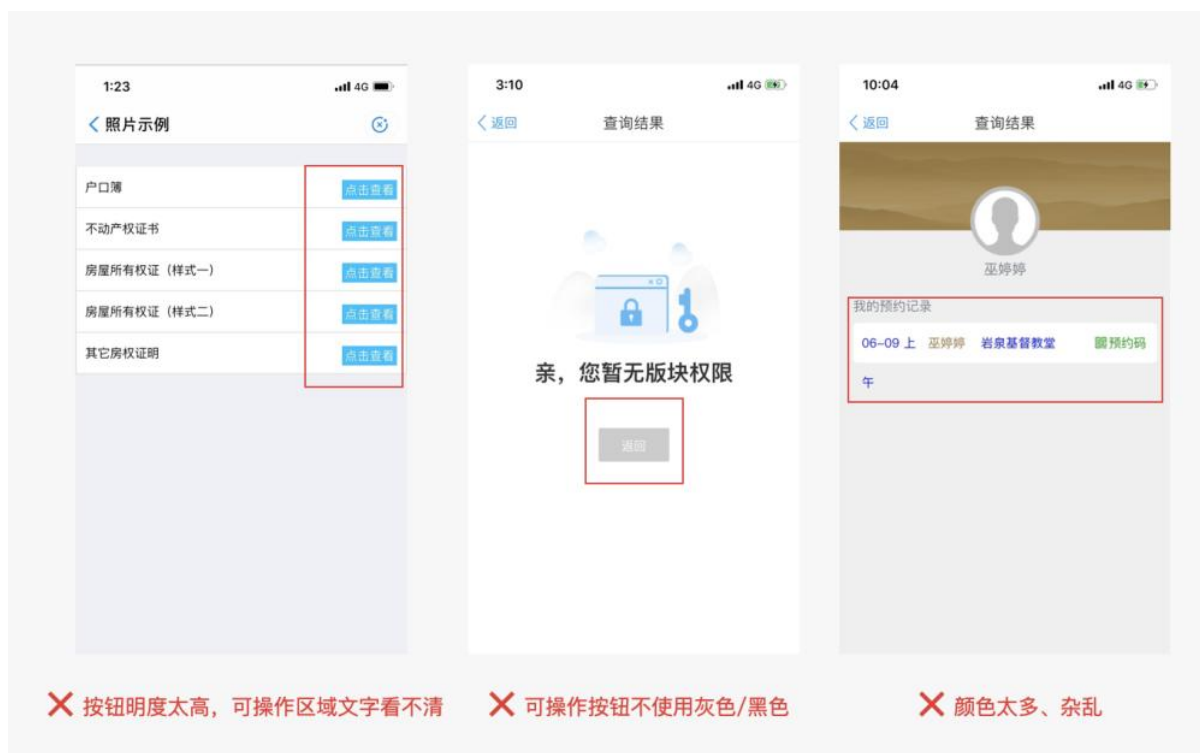 1:23
4G
照片示例
户口簿
点击查看
不动产权证书
点击查看
房屋所有权证（样式一）
点击查看
房屋所有权证（样式二）
点击查看
其它房权证明
点击查看
按钮明度太高，可操作区域文字看不清
3:10
4G
返回
查询结果
亲，您暂无版块权限
返回
可操作按钮不使用灰色/黑色
10:04
4G
返回
查询结果
巫婷婷
我的预约记录
06-09 上 巫婷婷 岩泉基督教堂 预约码
午
颜色太多、杂乱